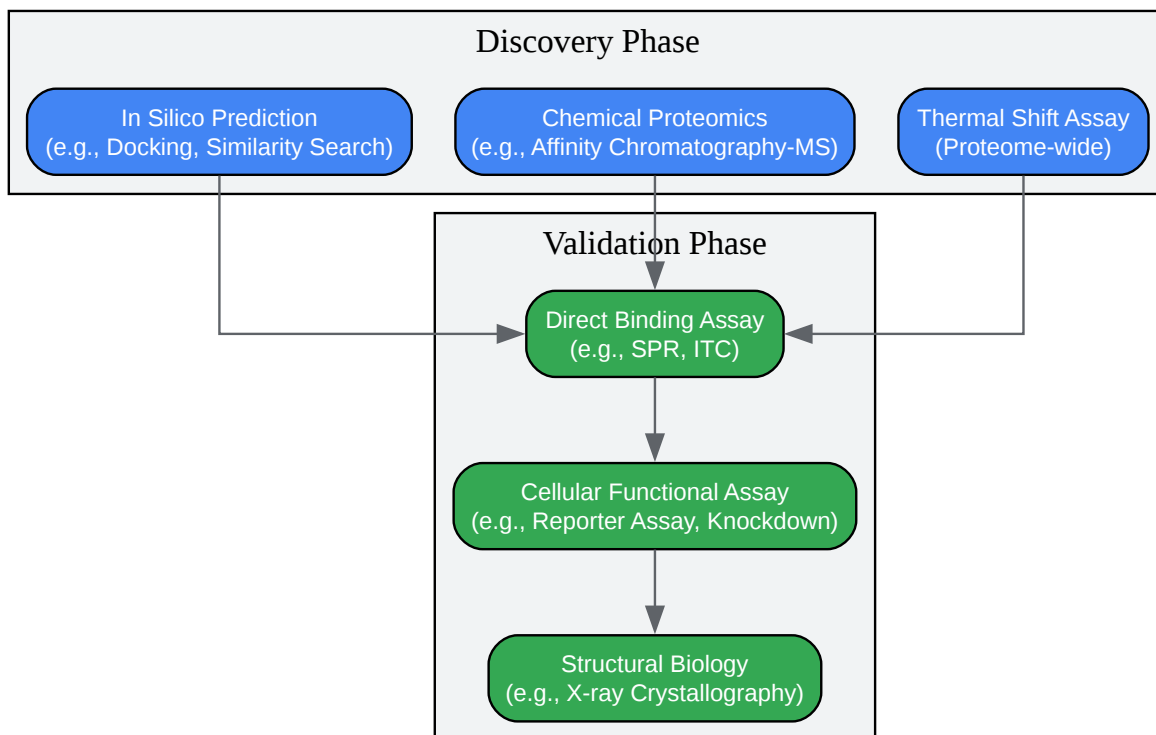 Discovery Phase
In Silico Prediction
(e.g., Docking, Similarity Search)
Chemical Proteomics
(e.g., Affinity Chromatography-MS)
Thermal Shift Assay
(Proteome-wide)
Validation Phase
Direct Binding Assay
(e.g., SPR, ITC)
Cellular Functional Assay
(e.g., Reporter Assay, Knockdown)
Structural Biology
(e.g., X-ray Crystallography)